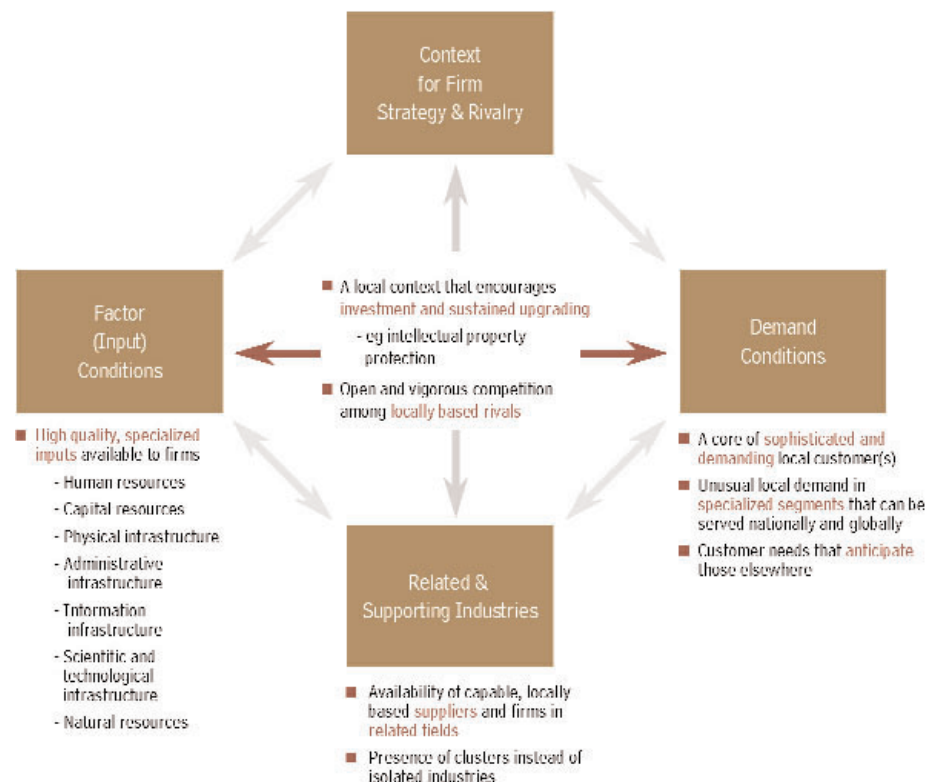 Context
for Firm
Strategy & Rivalry
■ A local context that encourages
investment and sustained upgrading
- eg intellectual property
protection
■ Open and vigorous competition
among locally based rivals
Factor
(Input)
Conditions
■ High quality, specialized
inputs available to firms
- Human resources
- Capital resources
- Physical infrastructure
- Administrative
infrastructure
- Information
infrastructure
- Scientific and
technological
infrastructure
- Natural resources
Demand
Conditions
■ A core of sophisticated and
demanding local customer(s)
■ Unusual local demand in
specialized segments that can be
served nationally and globally
■ Customer needs that anticipate
those elsewhere
Related &
Supporting Industries
■ Availability of capable, locally
based suppliers and firms in
related fields
■ Presence of clusters instead of
isolated industries